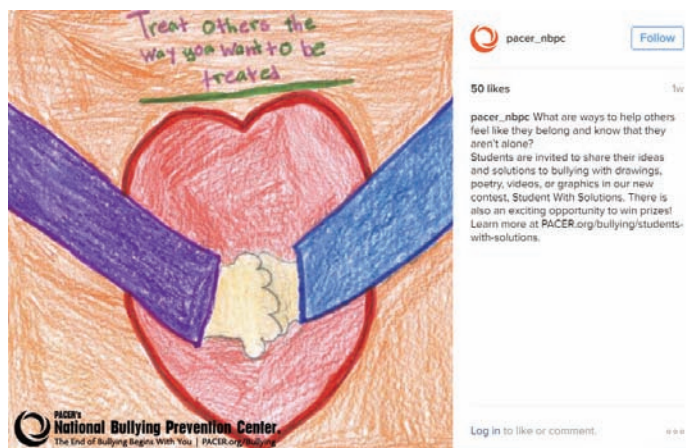 Treat others the
way you want to be
treated
PACER's
National Bullying Prevention Center.
The End of Bullying Begins With You | PACER.org/Bullying
pacer_nbpc
Follow
50 likes
1w
pacer_nbpc What are ways to help others
feel like they belong and know that they
aren't alone?
Students are invited to share their ideas
and solutions to bullying with drawings,
poetry, videos, or graphics in our new
contest, Student With Solutions. There is
also an exciting opportunity to win prizes!
Learn more at PACER.org/bullying/students-
with-solutions.
Log in to like or comment.